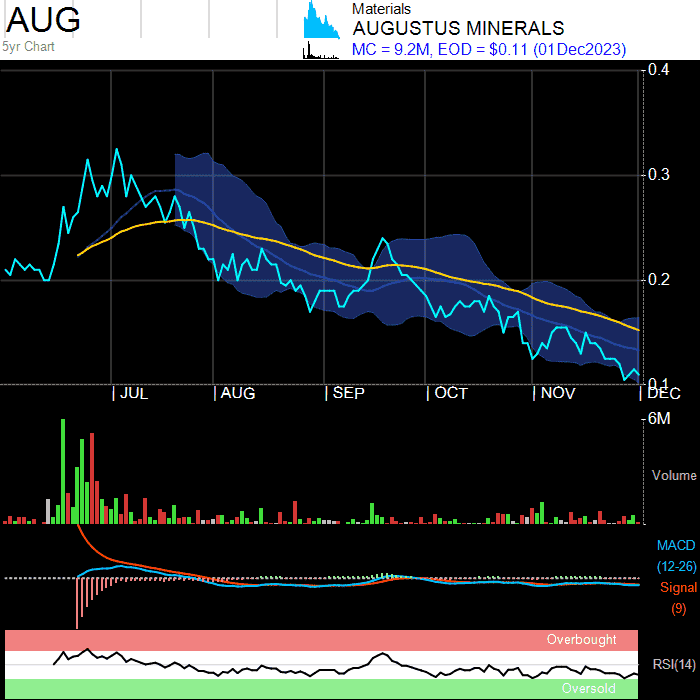 AUG
5yr Chart
Materials
AUGUSTUS MINERALS
MC = 9.2M, EOD = $0.11 (01Dec2023)
0.4
0.3
0.2
0.1
JUL AUG SEP OCT NOV DEC
6M
Volume
MACD
(12-26)
Signal
(9)
Overbought
RSI(14)
Oversold